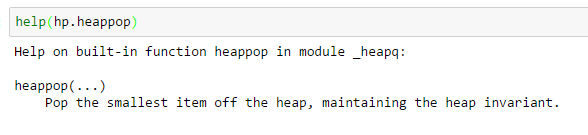 help(hp.heappop)
Help on built-in function heappop in module _heapq:
heappop(...)
Pop the smallest item off the heap, maintaining the heap invariant.